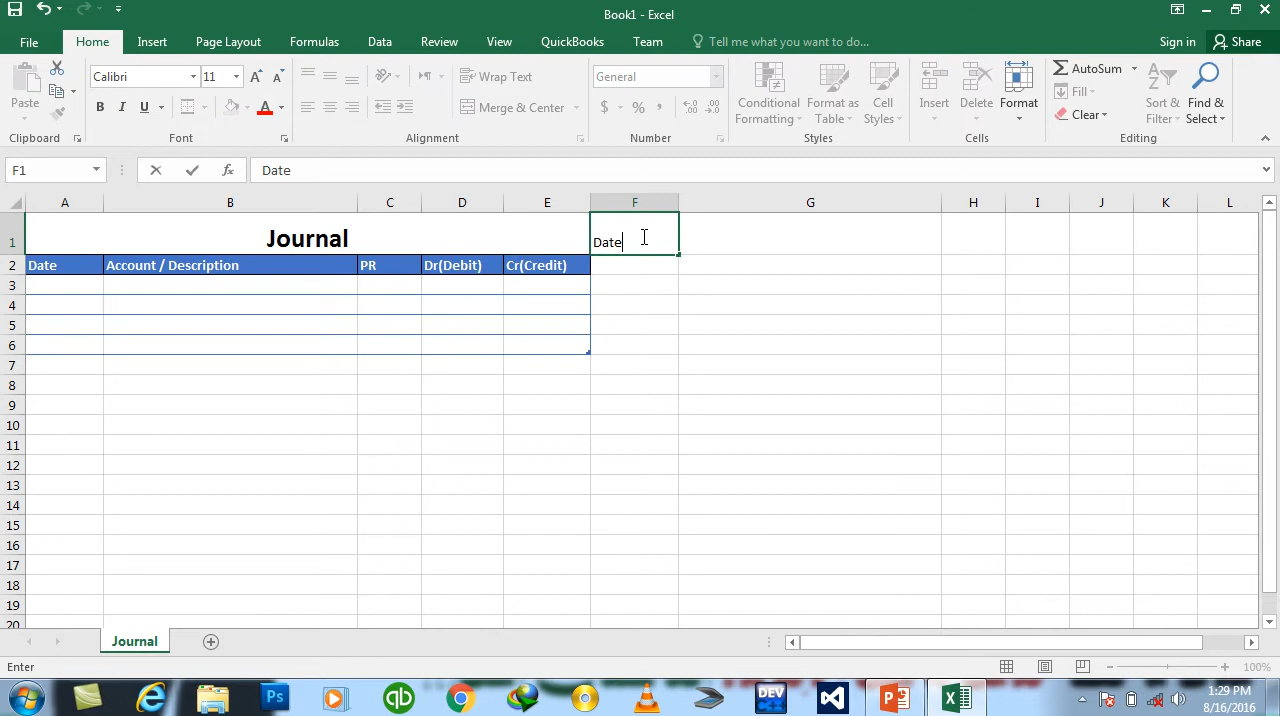 Book1 - Excel
File Home Insert Page Layout Formulas Data Review View QuickBooks Team Tell me what you want to do... Sign in Share
Paste
Clipboard
Calibri 11
B I U
Font
Wrap Text
Merge & Center
Alignment
General
$ % ,
Number
Conditional Formatting
Format as Table
Cell Styles
Styles
Insert Delete Format
Cells
AutoSum
Fill
Clear
Sort & Filter
Find & Select
Editing
F1 fx Date
A B C D E F G H I J K L
1 Journal Date
2 Date Account / Description PR Dr(Debit) Cr(Credit)
3
4
5
6
7
8
9
10
11
12
13
14
15
16
17
18
19
20
Journal
Enter 100%
Ps qb DEV C++
1:29 PM
8/16/2016